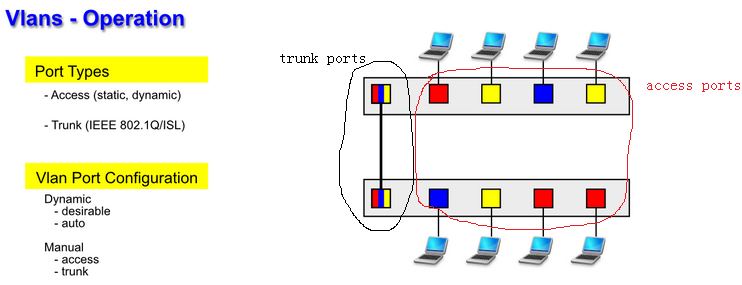 Vlans - Operation
trunk ports
Port Types
access ports
- Access (static, dynamic)
- Trunk (IEEE 802.1Q/ISL)
Vlan Port Configuration
Dynamic
- desirable
- auto
Manual
- access
- trunk